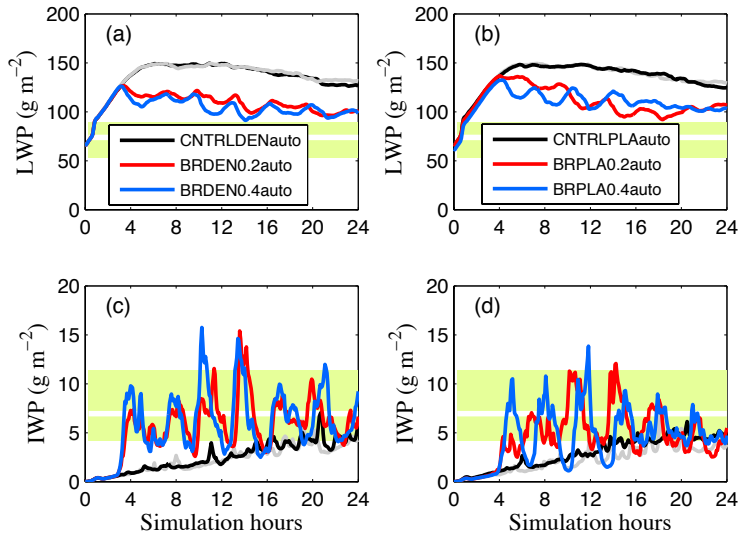 (a)
LWP (g m−2)
200
150
100
50
0
0 4 8 12 16 20 24
CNTRLDENauto
BRDEN0.2auto
BRDEN0.4auto
(b)
LWP (g m−2)
200
150
100
50
0
0 4 8 12 16 20 24
CNTRLPLAauto
BRPLA0.2auto
BRPLA0.4auto
(c)
IWP (g m−2)
20
15
10
5
0
0 4 8 12 16 20 24
Simulation hours
(d)
IWP (g m−2)
20
15
10
5
0
0 4 8 12 16 20 24
Simulation hours